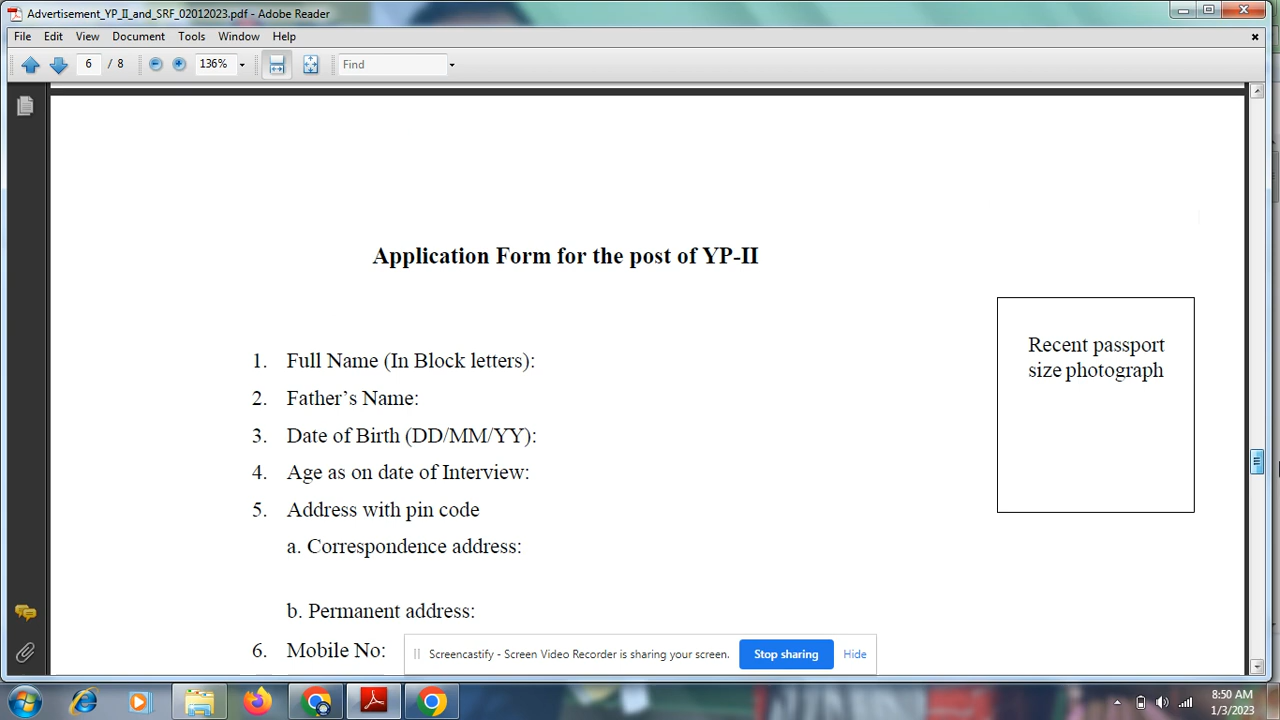 Advertisement_YP_II_and_SRF_02012023.pdf - Adobe Reader
File Edit View Document Tools Window Help
6 / 8 136% Find
Application Form for the post of YP-II
Recent passport
size photograph
1. Full Name (In Block letters):
2. Father's Name:
3. Date of Birth (DD/MM/YY):
4. Age as on date of Interview:
5. Address with pin code
a. Correspondence address:
b. Permanent address:
6. Mobile No:
Screencastify - Screen Video Recorder is sharing your screen. Stop sharing Hide
8:50 AM
1/3/2023